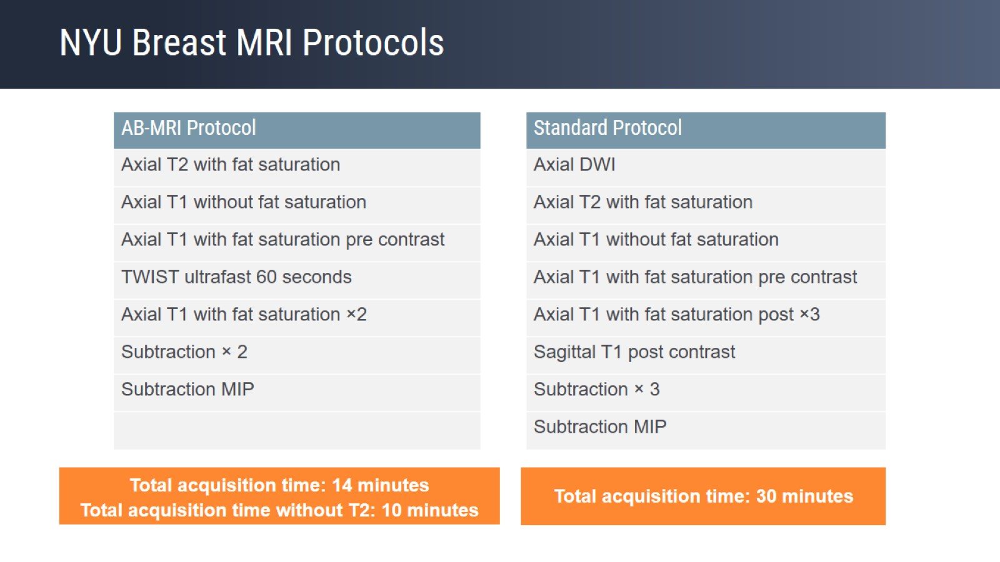 NYU Breast MRI Protocols
AB-MRI Protocol
Axial T2 with fat saturation
Axial T1 without fat saturation
Axial T1 with fat saturation pre contrast
TWIST ultrafast 60 seconds
Axial T1 with fat saturation ×2
Subtraction × 2
Subtraction MIP
Total acquisition time: 14 minutes
Total acquisition time without T2: 10 minutes
Standard Protocol
Axial DWI
Axial T2 with fat saturation
Axial T1 without fat saturation
Axial T1 with fat saturation pre contrast
Axial T1 with fat saturation post ×3
Sagittal T1 post contrast
Subtraction × 3
Subtraction MIP
Total acquisition time: 30 minutes